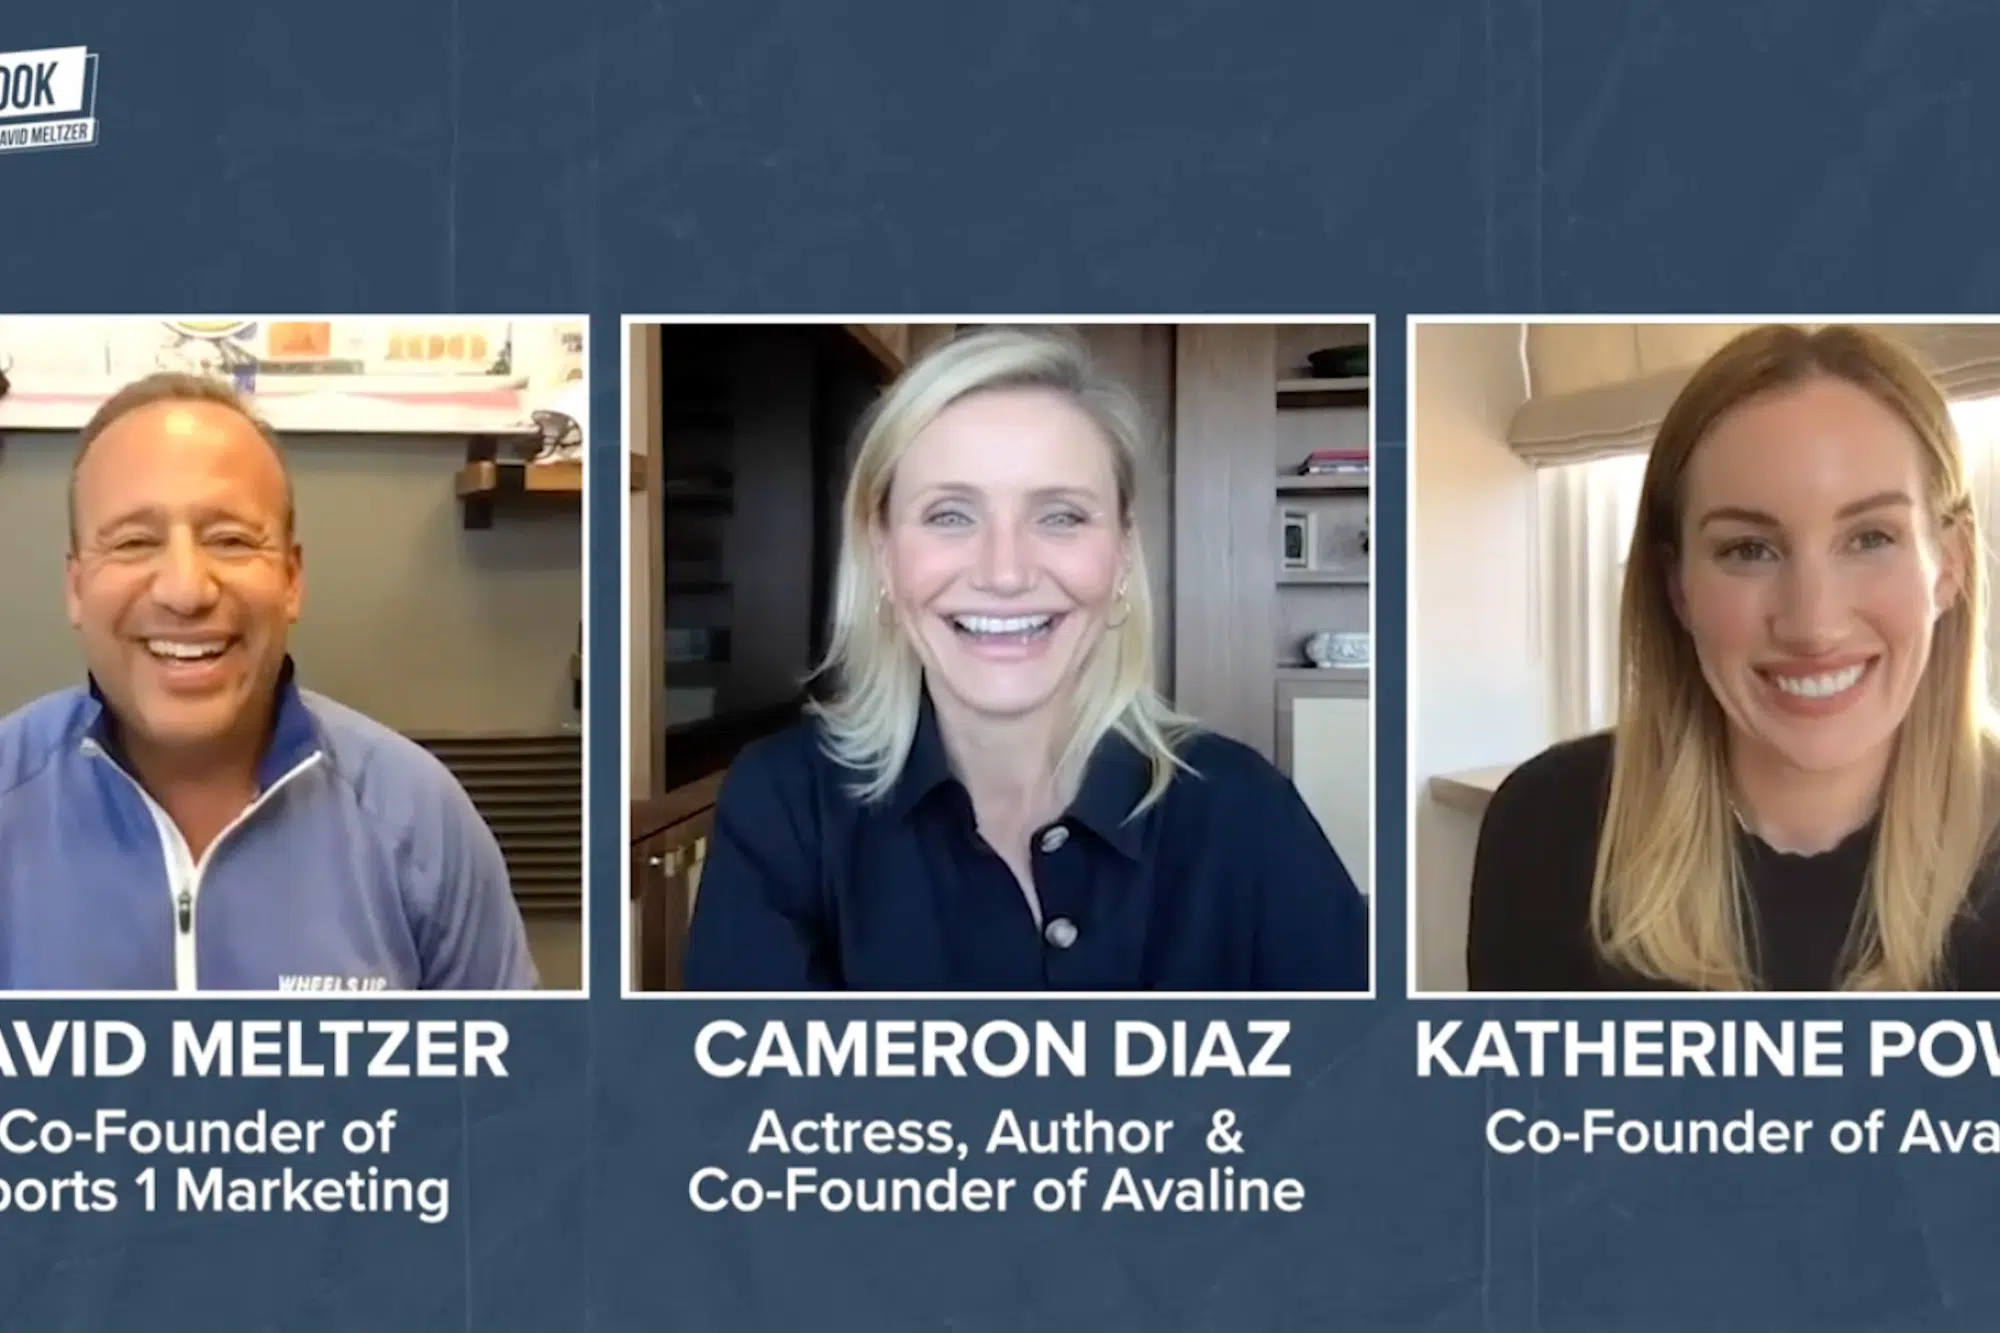 OOK
AVID MELTZER
WHEELS UP
AVID MELTZER
Co-Founder of
ports 1 Marketing
CAMERON DIAZ
Actress, Author &
Co-Founder of Avaline
KATHERINE POW
Co-Founder of Ava